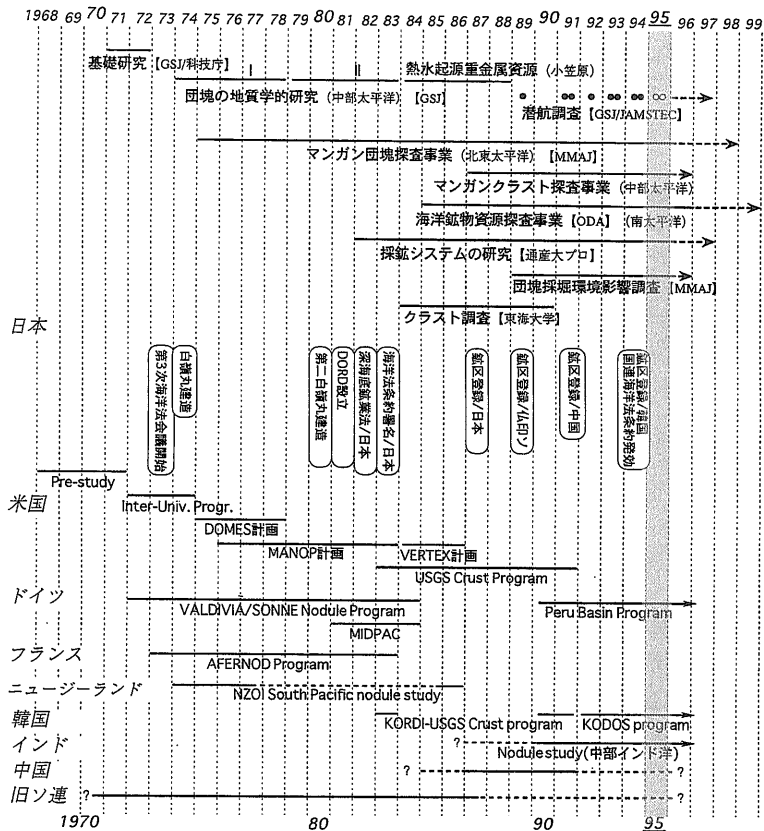 1968 69 70 71 72 73 74 75 76 77 78 79 80 81 82 83 84 85 86 87 88 89 90 91 92 93 94 95 96 97 98 99
基礎研究【GSJ/科技庁】
I
II
熱水起源重金属資源（小笠原）
団塊の地質学的研究（中部太平洋）【GSJ】
潜航調査【GSJ/JAMSTEC】
マンガン団塊探査事業（北東太平洋）【MMAJ】
マンガンクラスト探査事業（中部太平洋）
海洋鉱物資源探査事業【ODA】（南太平洋）
採鉱システムの研究【通産大プロ】
団塊採掘環境影響調査【MMAJ】
クラスト調査【東海大学】
日本
第3次海洋法会議開始
白嶺丸建造
第二白嶺丸建造
DORD設立
深海底鉱業法/日本
海洋法条約署名/日本
鉱区登録/日本
鉱区登録/仏印ソ
鉱区登録/中国
鉱区登録/韓国
国連海洋法条約発効
Pre-study
米国
Inter-Univ. Progr.
DOMES計画
MANOP計画
VERTEX計画
USGS Crust Program
ドイツ
VALDIVIA/SONNE Nodule Program
Peru Basin Program
MIDPAC
フランス
AFERNOD Program
ニュージーランド
NZOI South Pacific nodule study
韓国
KORDI-USGS Crust program
KODOS program
インド
?
Nodule study(中部インド洋)
中国
?
?
旧ソ連
?
?
1970 80 90 95